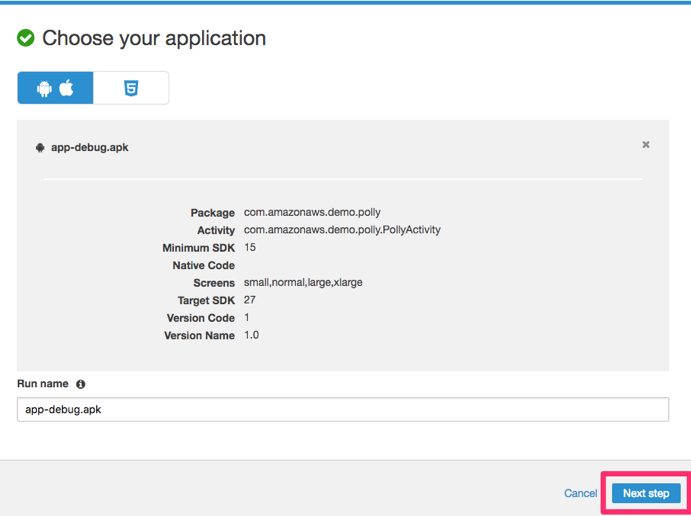 Choose your application
app-debug.apk
Package com.amazonaws.demo.polly
Activity com.amazonaws.demo.polly.PollyActivity
Minimum SDK 15
Native Code
Screens small,normal,large,xlarge
Target SDK 27
Version Code 1
Version Name 1.0
Run name
app-debug.apk
Cancel Next step